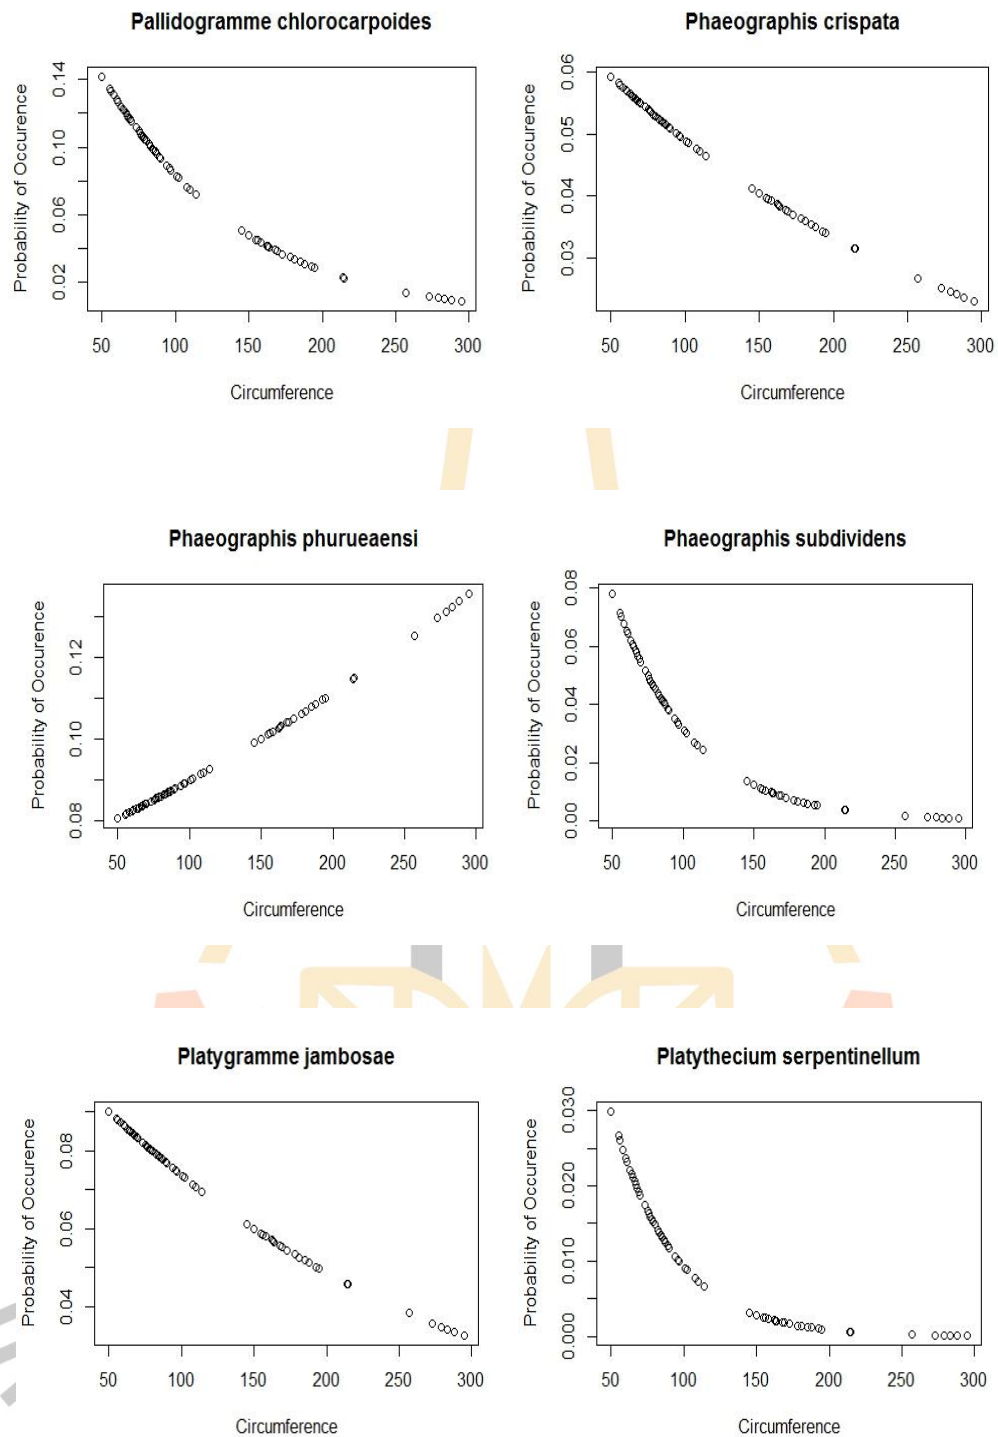 Pallidogramme chlorocarpoides
Probability of Occurence
0.14
0.10
0.06
0.02
50 100 150 200 250 300
Circumference
Phaeographis crispata
Probability of Occurence
0.06
0.05
0.04
0.03
50 100 150 200 250 300
Circumference
Phaeographis phurueaensi
Probability of Occurence
0.12
0.10
0.08
50 100 150 200 250 300
Circumference
Phaeographis subdividens
Probability of Occurence
0.08
0.06
0.04
0.02
0.00
50 100 150 200 250 300
Circumference
Platygramme jambosae
Probability of Occurence
0.08
0.06
0.04
50 100 150 200 250 300
Circumference
Platythecium serpentinellum
Probability of Occurence
0.030
0.020
0.010
0.000
50 100 150 200 250 300
Circumference